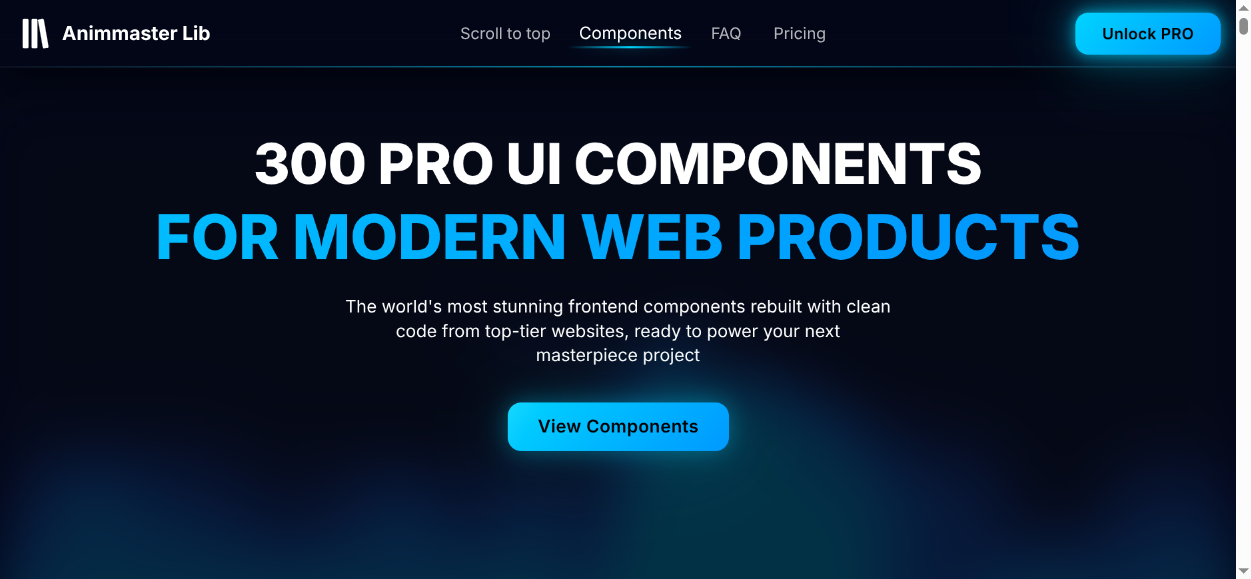 Animmaster Lib
Scroll to top
Components
FAQ
Pricing
Unlock PRO
300 PRO UI COMPONENTS
FOR MODERN WEB PRODUCTS
The world's most stunning frontend components rebuilt with clean
code from top-tier websites, ready to power your next
masterpiece project
View Components